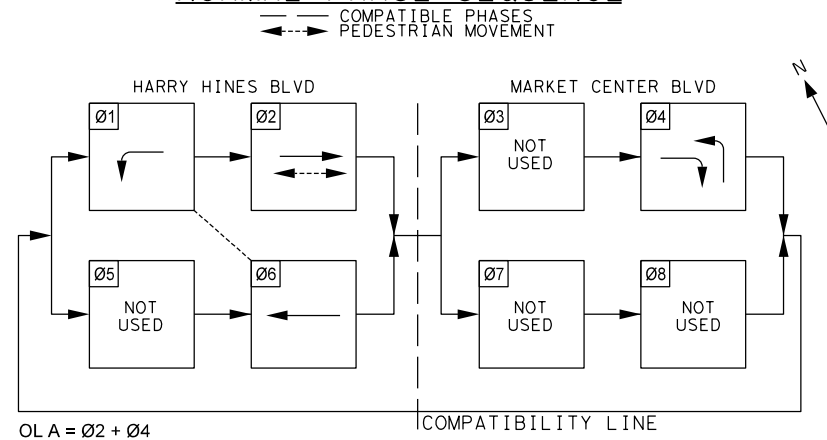 COMPATIBLE PHASES
PEDESTRIAN MOVEMENT
N
HARRY HINES BLVD
MARKET CENTER BLVD
Ø1
Ø2
Ø3
NOT
USED
Ø4
Ø5
NOT
USED
Ø6
Ø7
NOT
USED
Ø8
NOT
USED
OL A = Ø2 + Ø4
COMPATIBILITY LINE